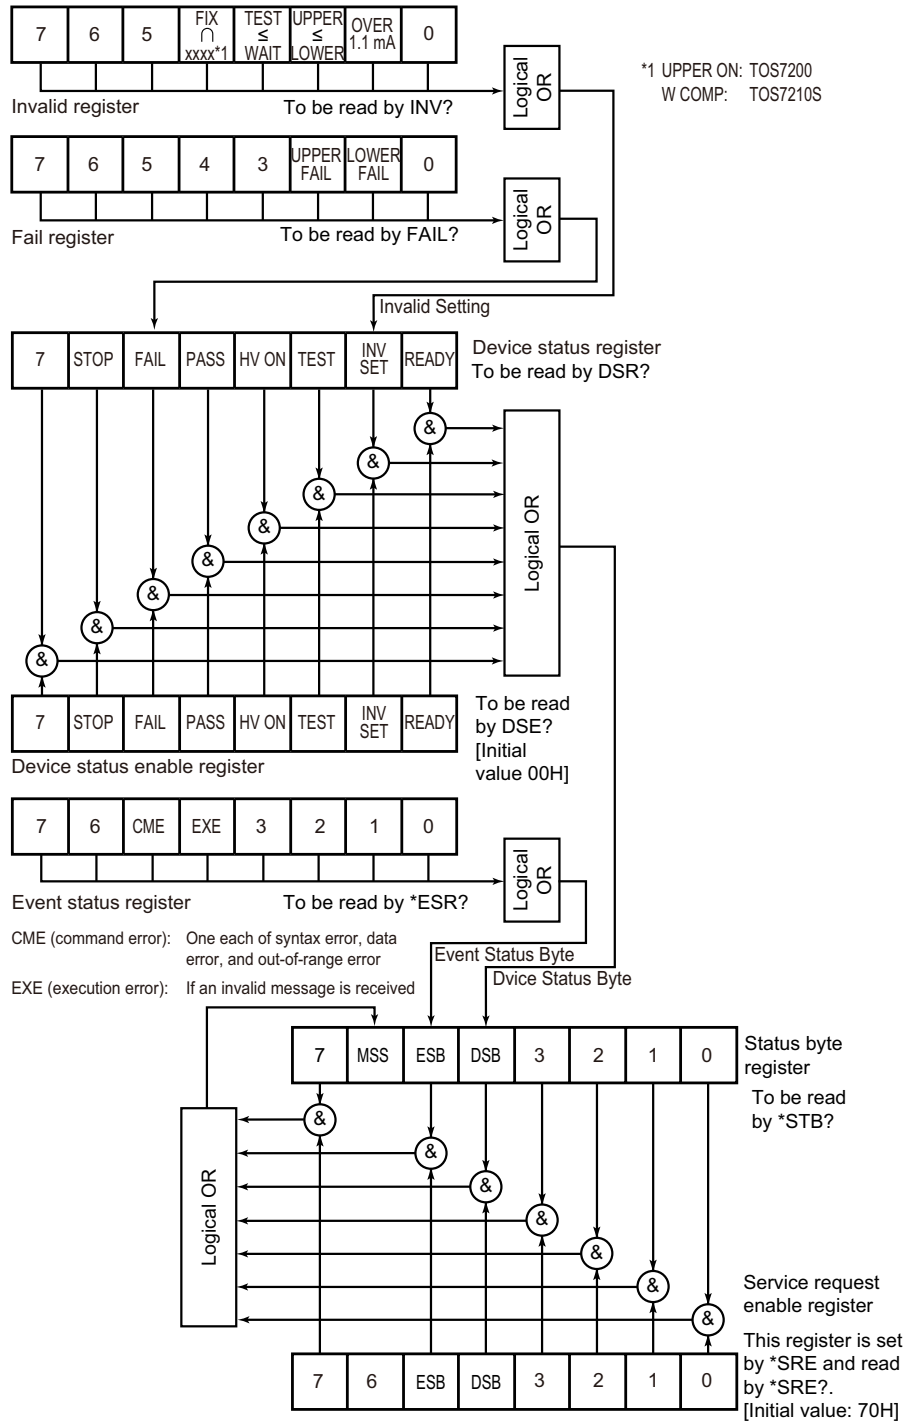 7 6 5 FIX ∩ xxxx*1 TEST ≤ WAIT UPPER ≤ LOWER OVER 1.1 mA 0
Logical OR
*1 UPPER ON: TOS7200
W COMP: TOS7210S
Invalid register To be read by INV?
7 6 5 4 3 UPPER FAIL LOWER FAIL 0
Logical OR
Fail register To be read by FAIL?
Invalid Setting
7 STOP FAIL PASS HV ON TEST INV SET READY
Device status register
To be read by DSR?
&
&
&
&
&
&
&
&
Logical OR
7 STOP FAIL PASS HV ON TEST INV SET READY
To be read
by DSE?
[Initial
value 00H]
Device status enable register
7 6 CME EXE 3 2 1 0
Logical OR
Event status register To be read by *ESR?
CME (command error): One each of syntax error, data
error, and out-of-range error
EXE (execution error): If an invalid message is received
Event Status Byte
Dvice Status Byte
7 MSS ESB DSB 3 2 1 0
Status byte
register
To be read
by *STB?
&
&
&
&
&
&
&
Logical OR
Service request
enable register
This register is set
by *SRE and read
by *SRE?.
[Initial value: 70H]
7 6 ESB DSB 3 2 1 0